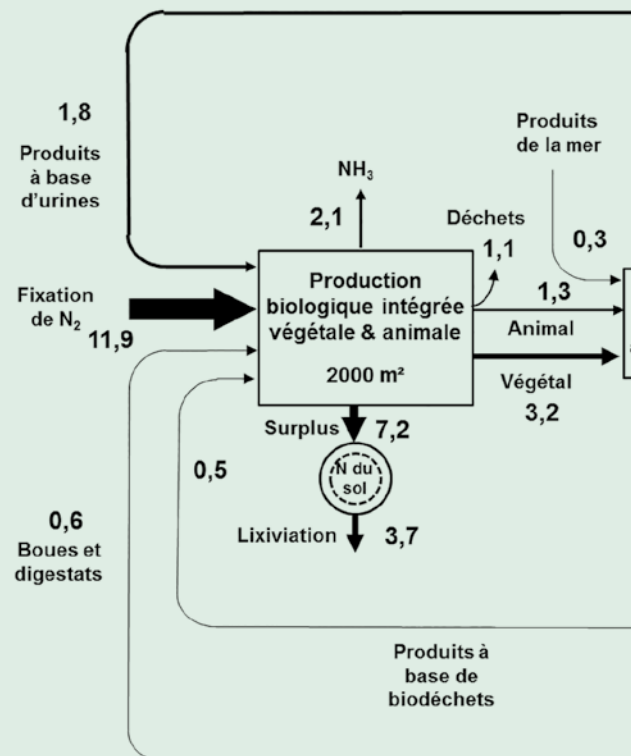 1,8
Produits
à base
d'urines
Produits
de la mer
NH₃
2,1
Déchets
1,1
0,3
Production
biologique intégrée
végétale & animale
2000 m²
Fixation
de N₂
11,9
1,3
Animal
Végétal
3,2
Surplus
7,2
0,5
N du
sol
Lixiviation
3,7
0,6
Boues et
digestats
Produits à
base de
biodéchets